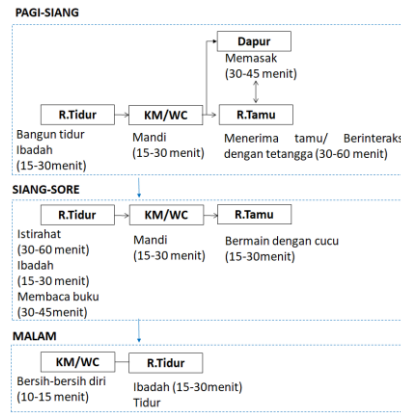 PAGI-SIANG
Dapur
Memasak
(30-45 menit)
R.Tidur
KM/WC
R.Tamu
Bangun tidur
Ibadah
(15-30menit)
Mandi
(15-30 menit)
Menerima tamu/ Berinteraks
dengan tetangga (30-60 menit)
SIANG-SORE
R.Tidur
KM/WC
R.Tamu
Istirahat
(30-60 menit)
Ibadah
(15-30 menit)
Membaca buku
(30-45menit)
Mandi
(15-30 menit)
Bermain dengan cucu
(15-30menit)
MALAM
KM/WC
R.Tidur
Bersih-bersih diri
(10-15 menit)
Ibadah (15-30menit)
Tidur